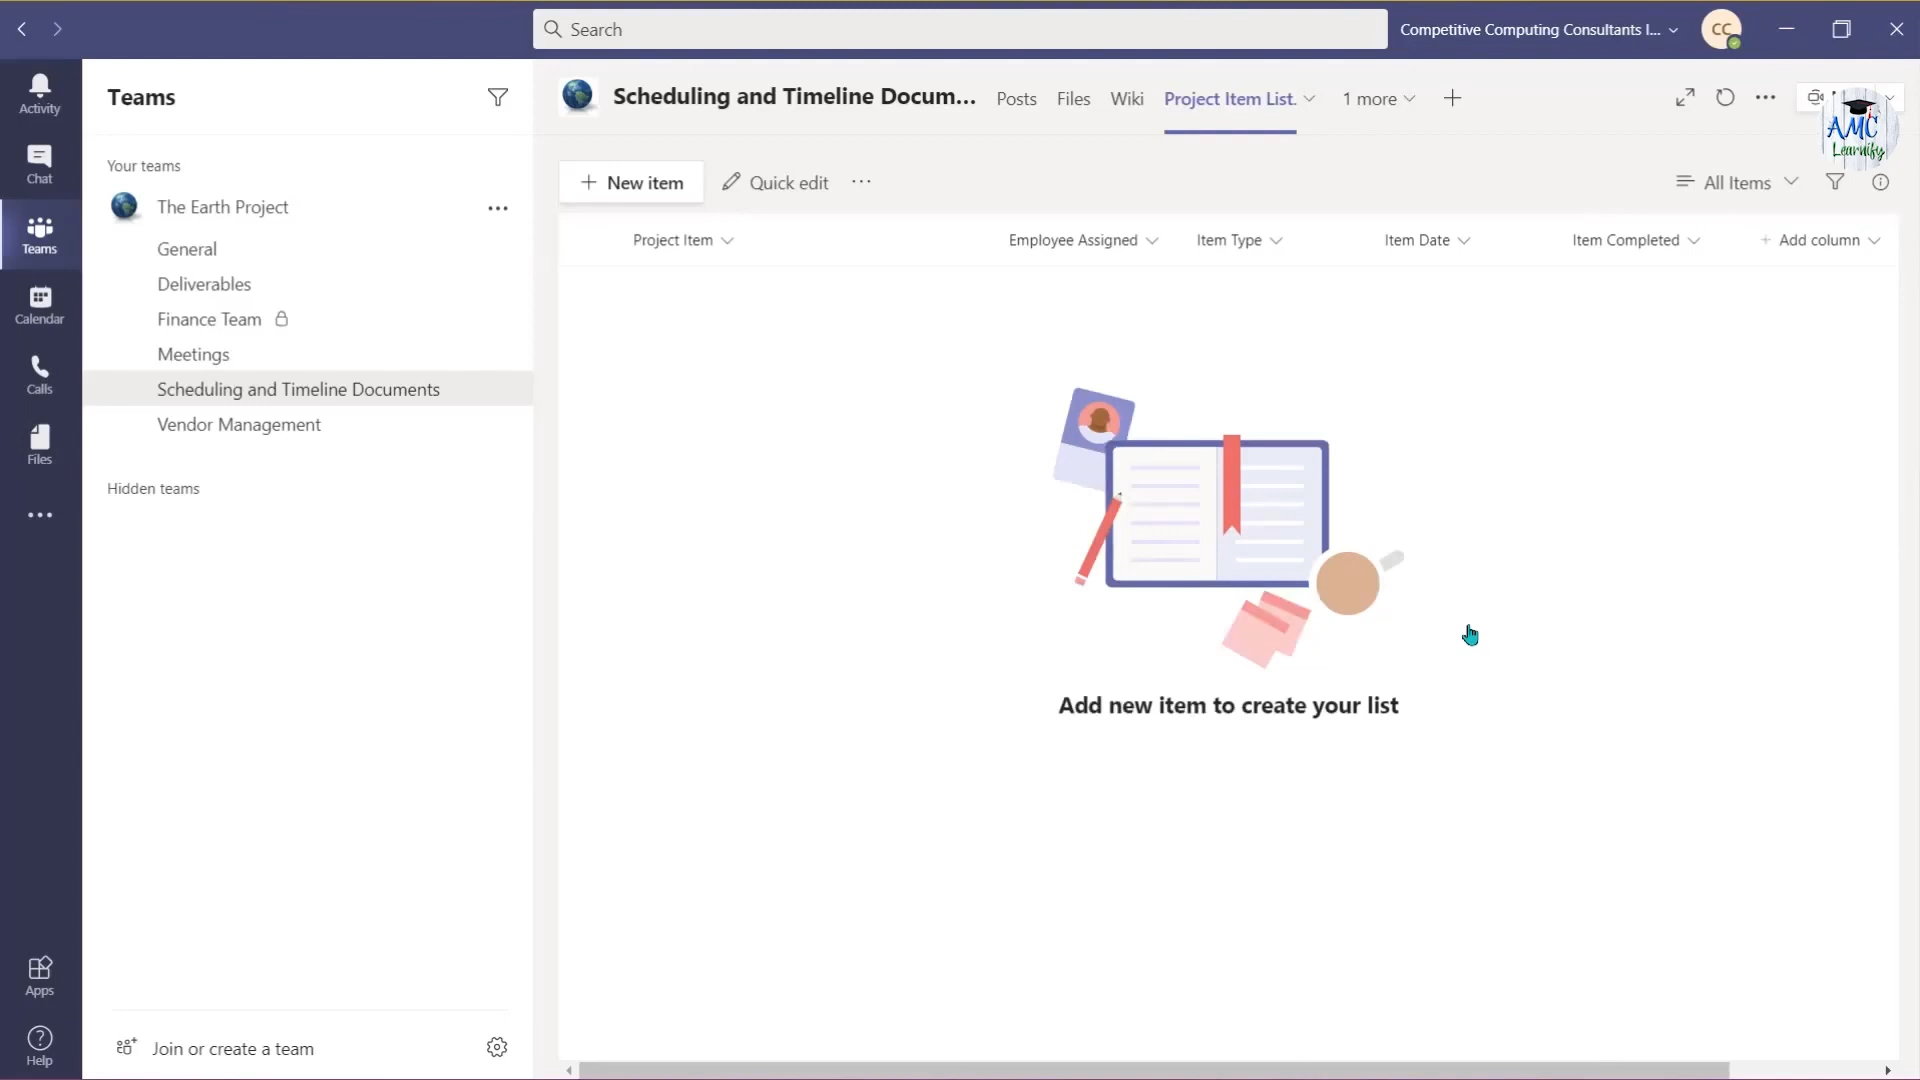 Search
Competitive Computing Consultants I...
CC
Activity
Chat
Teams
Calendar
Calls
Files
Apps
Help
Teams
Your teams
The Earth Project
General
Deliverables
Finance Team
Meetings
Scheduling and Timeline Documents
Vendor Management
Hidden teams
Join or create a team
Scheduling and Timeline Docum... Posts Files Wiki Project Item List. 1 more
AMC
Learnify
New item Quick edit All Items
Project Item Employee Assigned Item Type Item Date Item Completed Add column
Add new item to create your list